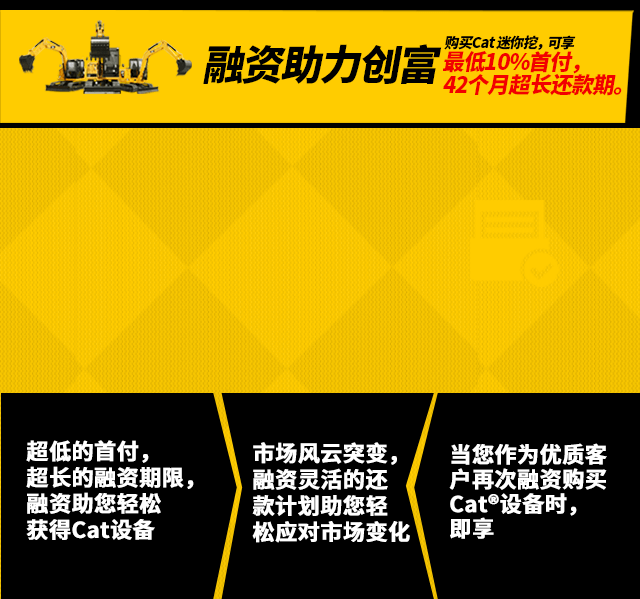 融资助力创富
购买Cat 迷你挖，可享
最低10%首付，
42个月超长还款期。
超低的首付，
超长的融资期限，
融资助您轻松
获得Cat设备
市场风云突变，
融资灵活的还
款计划助您轻
松应对市场变化
当您作为优质客
户再次融资购买
Cat®设备时，
即享